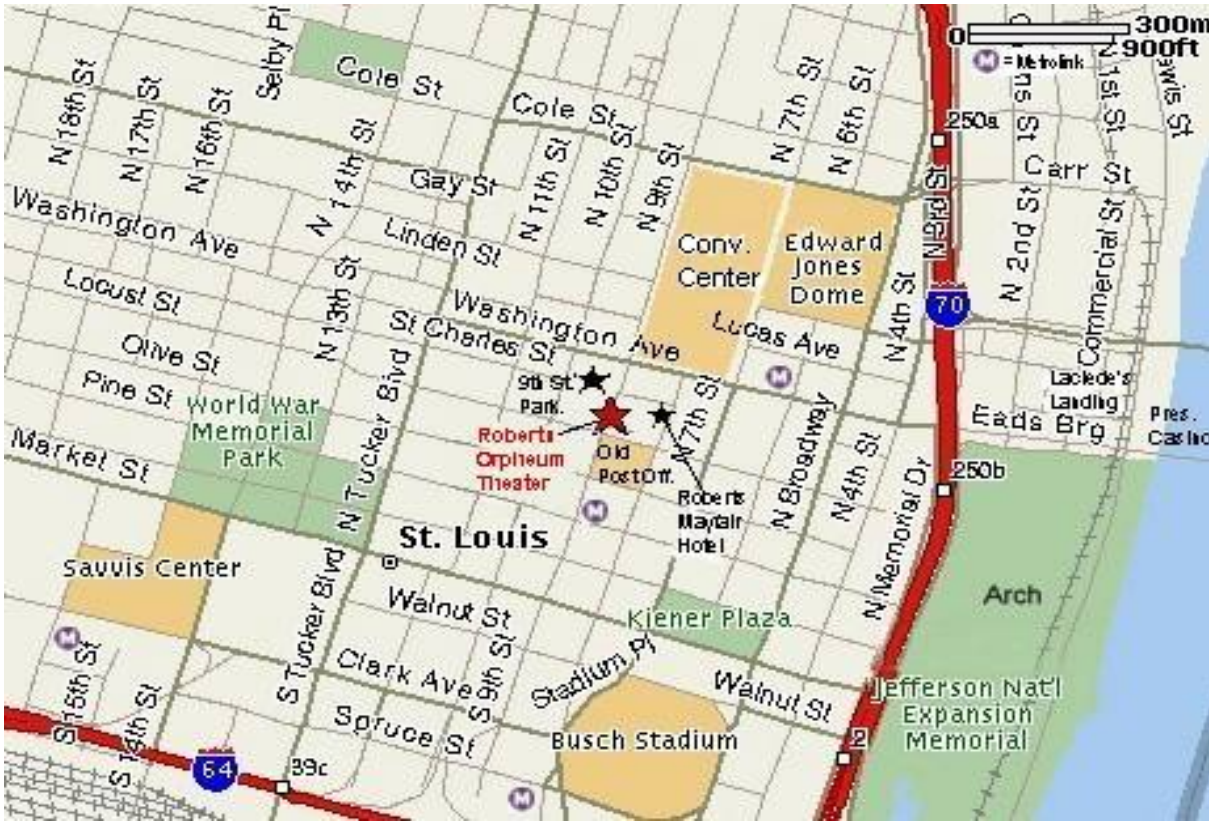 0 300m
900ft
M = Metrolink
Selby Pl
Cole St
Cole St
N 18th St
N 17th St
N 16th St
N 14th St
N 13th St
N 11th St
N 10th St
N 9th St
N 7th St
N 6th St
250a
N 3rd St
N 2nd St
Carr St
Commercial St
Gay St
Linden St
Washington Ave
Washington Ave
Locust St
St Charles St
Olive St
Pine St
Market St
Conv.
Center
Edward
Jones
Dome
Lucas Ave
N 4th St
70
M
Laclede's
Landing
Eads Brg
Pres.
World War
Memorial
Park
N Tucker Blvd
9th St.
Park.
Roberts
Orpheum
Theater
Old
Post Off.
N 7th St
Roberts
Mayfair
Hotel
M
N Broadway
N 4th St
N Memorial Dr
250b
St. Louis
Savvis Center
M
S Tucker Blvd
Walnut St
Kiener Plaza
Arch
Clark Ave
S 9th St
Stadium Pl
Walnut St
Jefferson Nat'l
Expansion
Memorial
Spruce St
Busch Stadium
2
S 14th St
64
39c
M